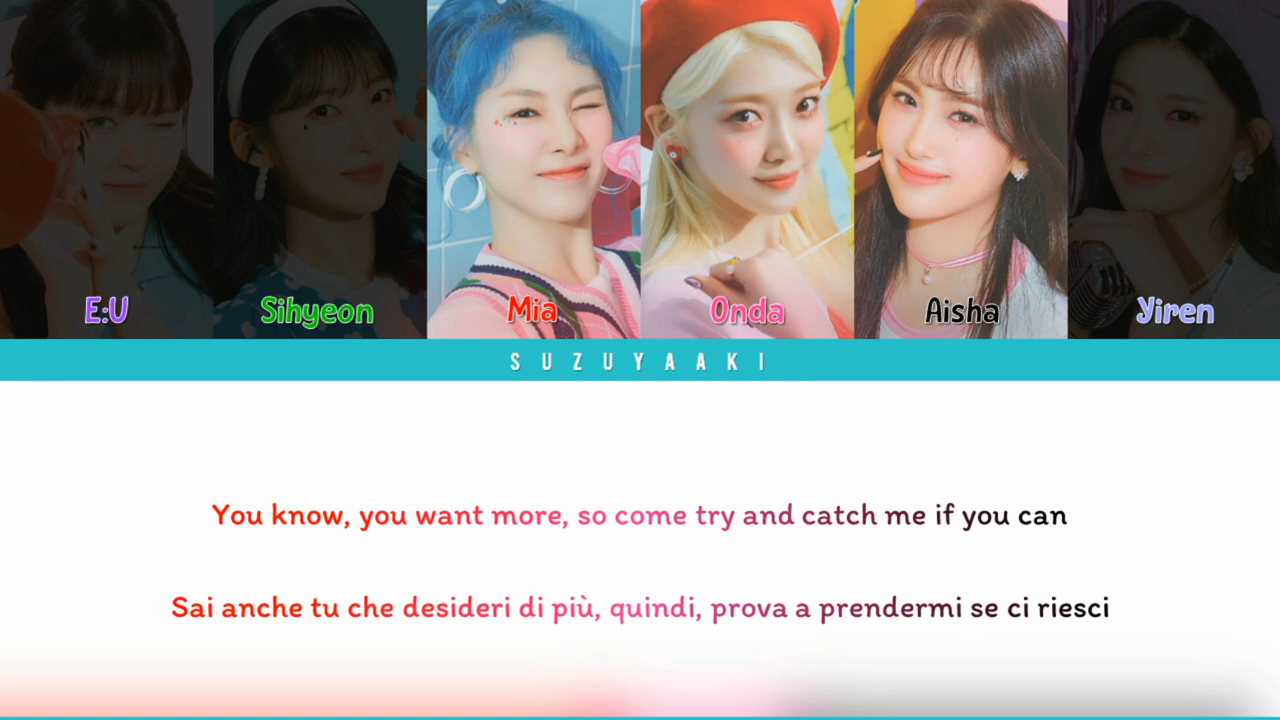 E:U Sihyeon Mia Onda Aisha Yiren
SUZUYAAKI
You know, you want more, so come try and catch me if you can
Sai anche tu che desideri di più, quindi, prova a prendermi se ci riesci